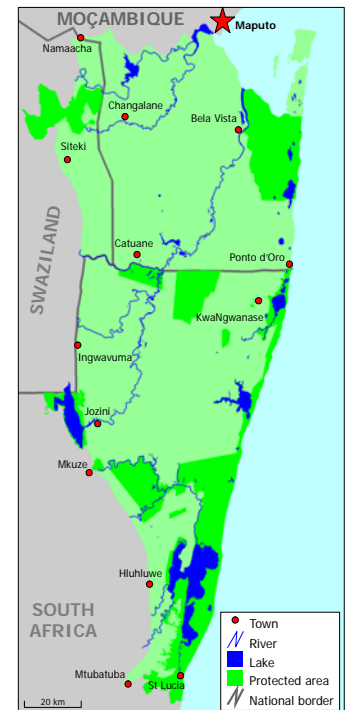 MOÇAMBIQUE
Maputo
Namaacha
Changalane
Bela Vista
Siteki
SWAZILAND
Catuane
Ponto d'Oro
KwaNgwanase
Ingwavuma
Jozini
Mkuze
Hluhluwe
SOUTH
AFRICA
Mtubatuba
St Lucia
20 km
Town
River
Lake
Protected area
National border